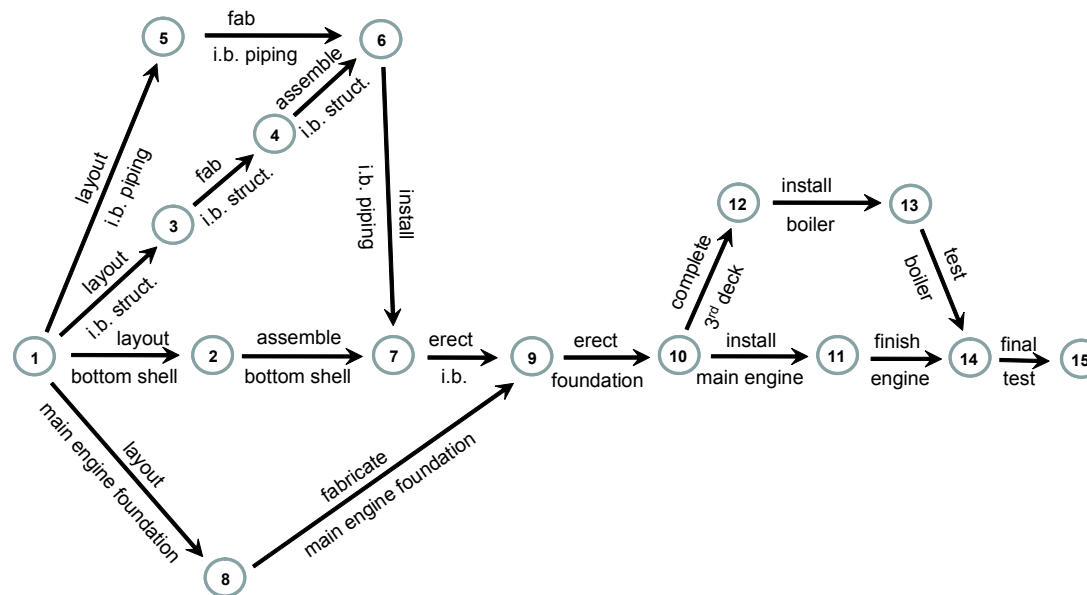 fab
5
6
i.b. piping
assemble
4
i.b. struct.
layout
i.b. piping
fab
i.b. struct.
3
install
i.b. piping
layout
i.b. struct.
12
install
boiler
13
complete
3rd deck
test
boiler
1
layout
bottom shell
2
assemble
bottom shell
7
erect
i.b.
9
erect
foundation
10
install
main engine
11
finish
engine
14
final
test
15
layout
main engine foundation
fabricate
main engine foundation
8